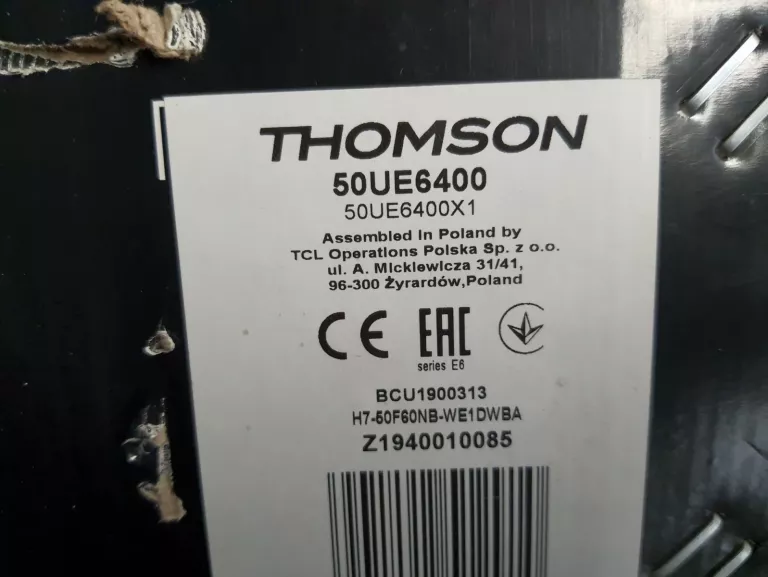 THOMSON
50UE6400
50UE6400X1
Assembled in Poland by
TCL Operations Polska Sp. z o.o.
ul. A. Mickiewicza 31/41,
96-300 Żyrardów,Poland
CE EAC
series E6
BCU1900313
H7-50F60NB-WE1DWBA
Z1940010085